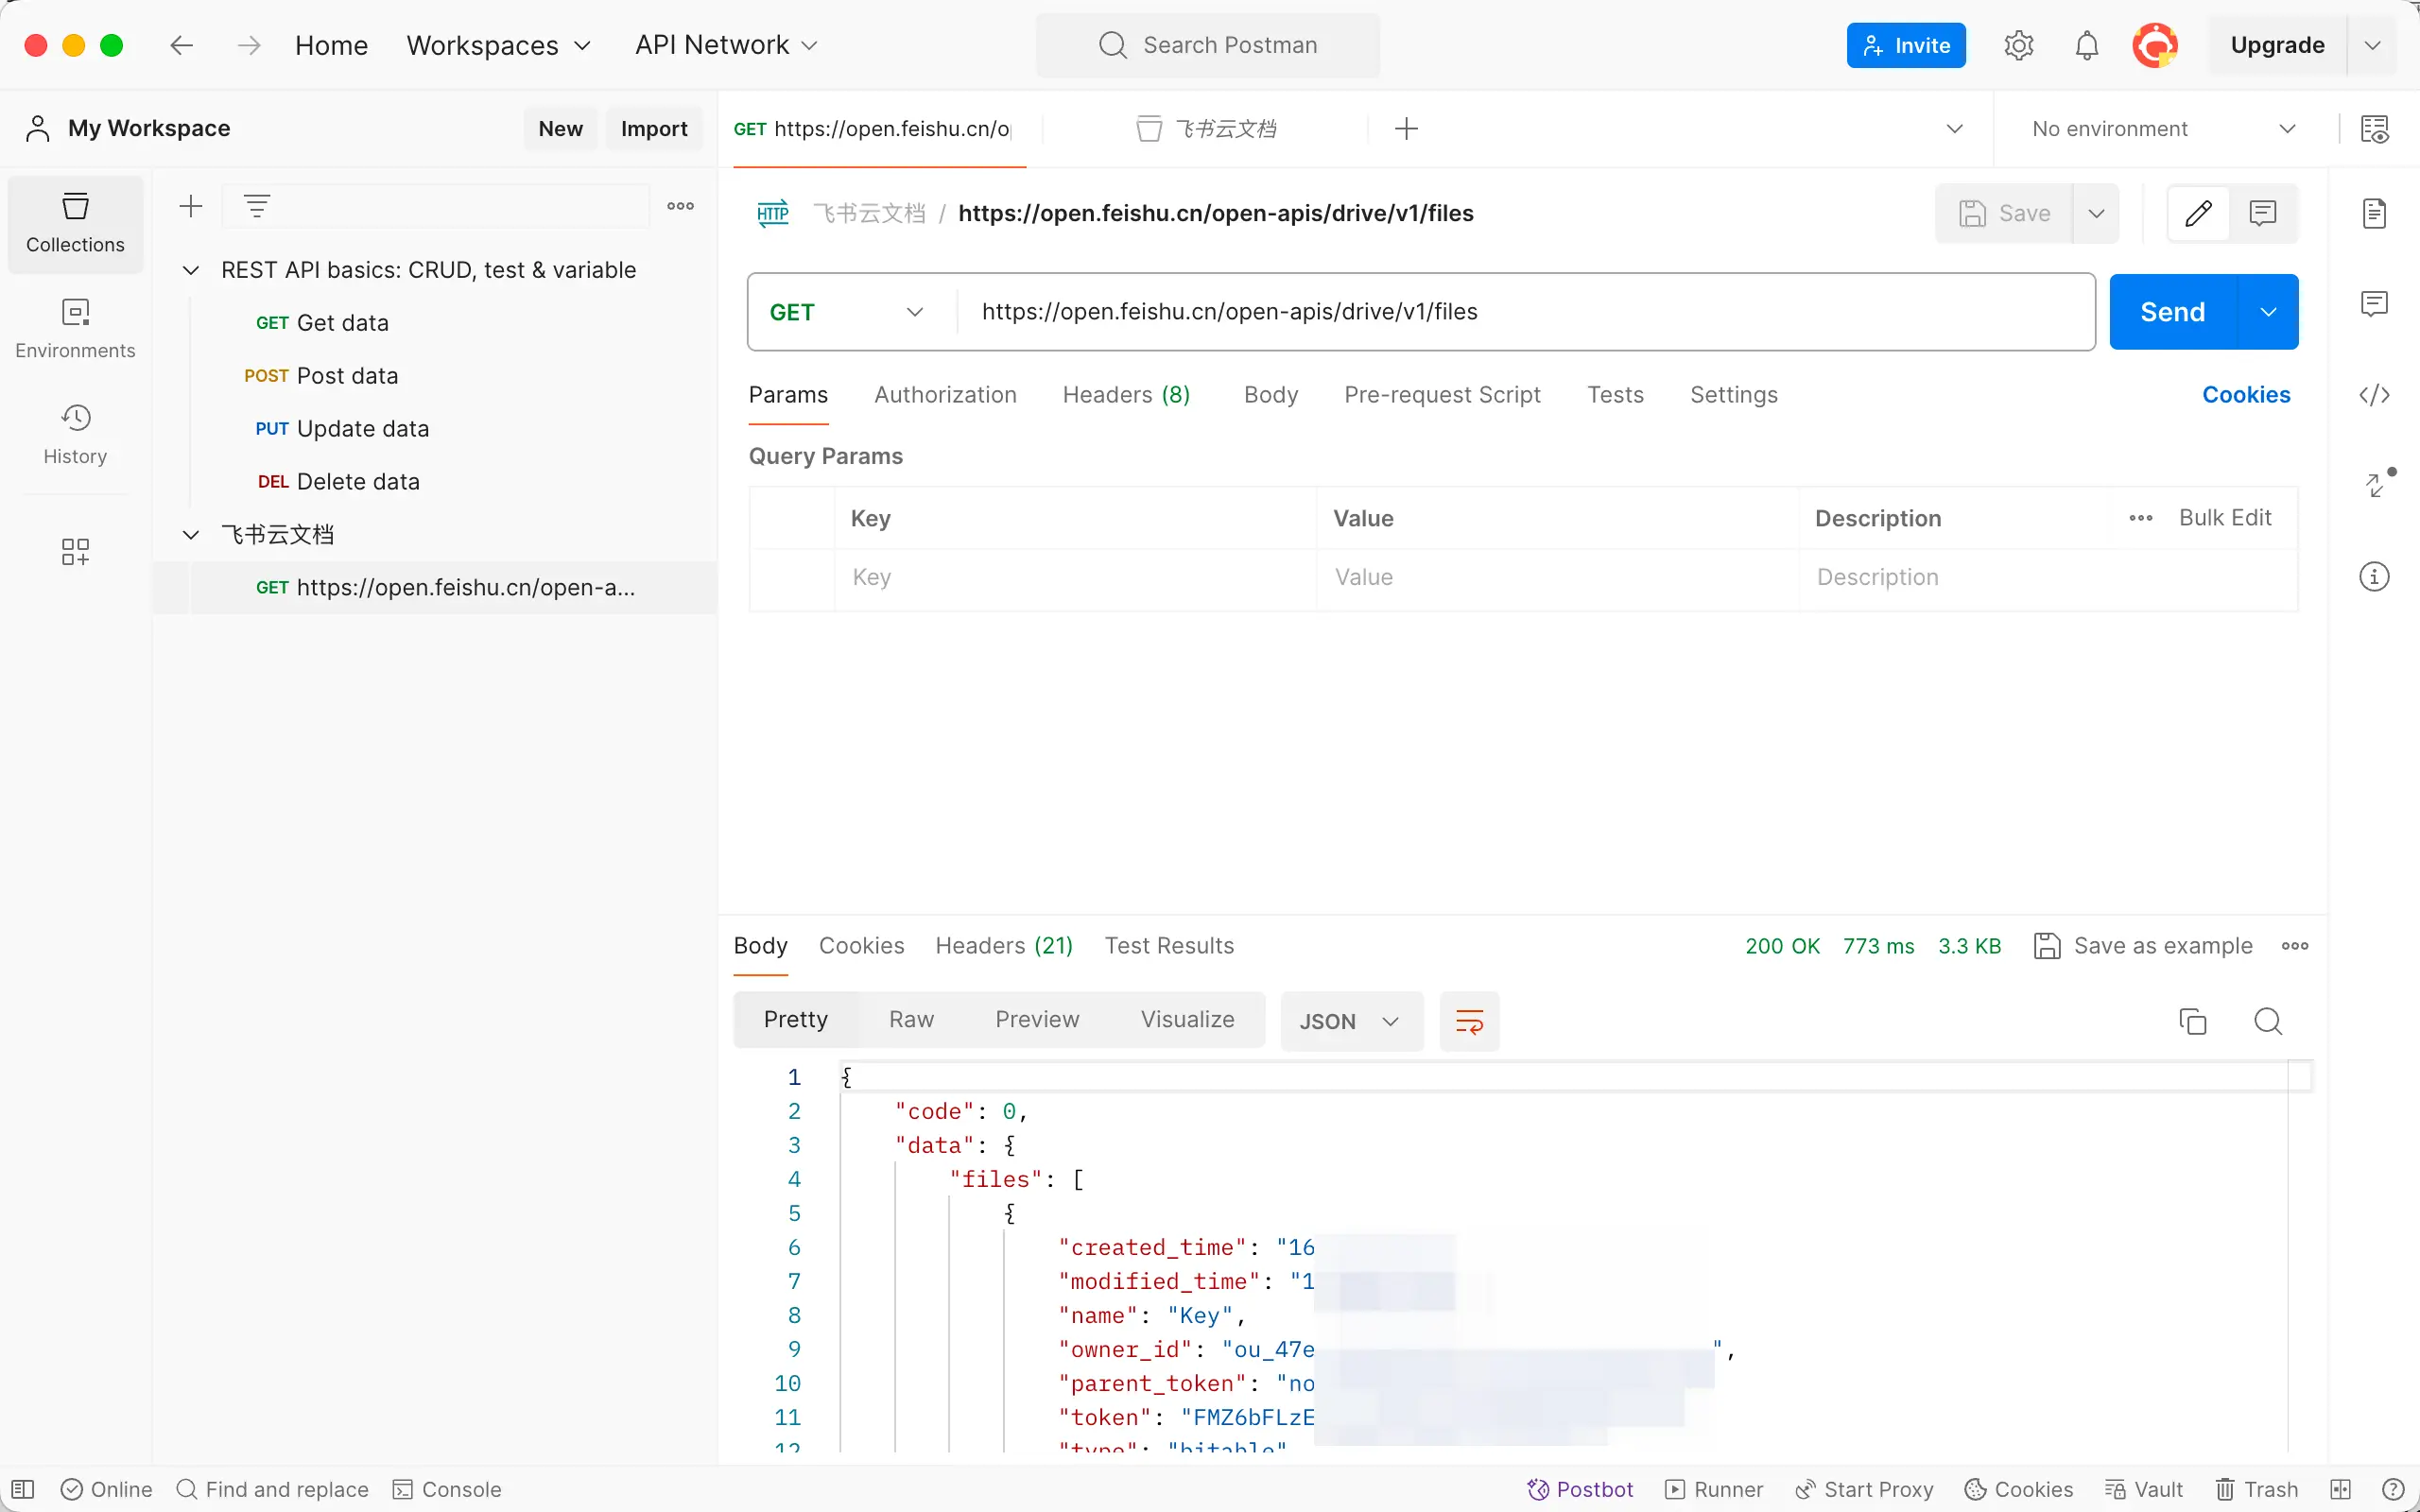 Home Workspaces API Network Search Postman Invite Upgrade
My Workspace New Import GET https://open.feishu.cn/o 飞书云文档 No environment
Collections
Environments
History
REST API basics: CRUD, test & variable
GET Get data
POST Post data
PUT Update data
DEL Delete data
飞书云文档
GET https://open.feishu.cn/open-a...
HTTP 飞书云文档 / https://open.feishu.cn/open-apis/drive/v1/files Save
GET https://open.feishu.cn/open-apis/drive/v1/files Send
Params Authorization Headers (8) Body Pre-request Script Tests Settings Cookies
Query Params
Key Value Description Bulk Edit
Key Value Description
Body Cookies Headers (21) Test Results 200 OK 773 ms 3.3 KB Save as example
Pretty Raw Preview Visualize JSON
1 {
2 "code": 0,
3 "data": {
4 "files": [
5 {
6 "created_time": "16
7 "modified_time": "1
8 "name": "Key",
9 "owner_id": "ou_47e ",
10 "parent_token": "no
11 "token": "FMZ6bFLzE
12 "type": "bitable"
Online Find and replace Console Postbot Runner Start Proxy Cookies Vault Trash